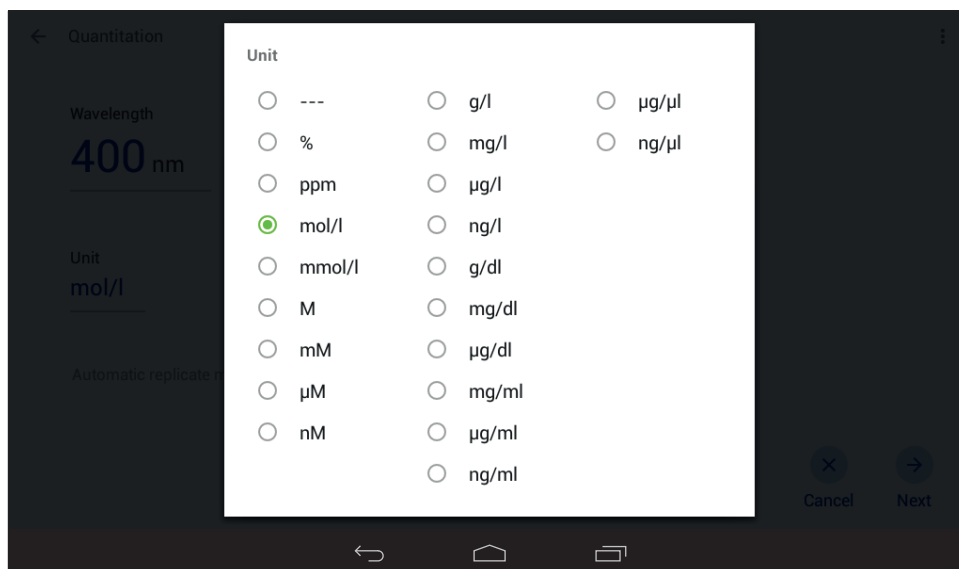 Quantitation
Wavelength
400 nm
Unit
mol/l
Automatic replicate
Unit
---
%
ppm
mol/l
mmol/l
M
mM
µM
nM
g/l
mg/l
µg/l
ng/l
g/dl
mg/dl
µg/dl
mg/ml
µg/ml
ng/ml
µg/µl
ng/µl
Cancel
Next